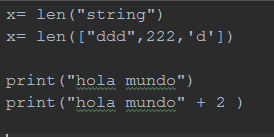 x= len("string")
x= len(["ddd",222,'d'])
print("hola mundo")
print("hola mundo" + 2 )